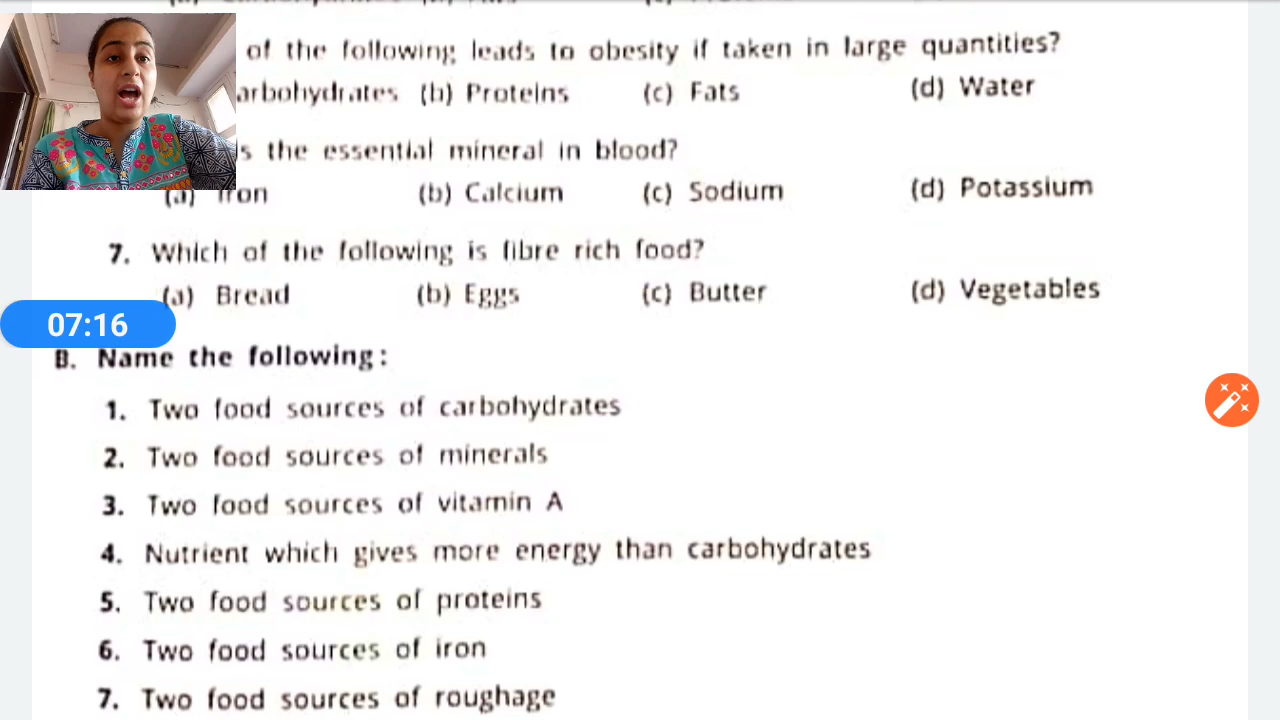 of the following leads to obesity if taken in large quantities?
arbohydrates (b) Proteins (c) Fats (d) Water
s the essential mineral in blood?
(a) Iron (b) Calcium (c) Sodium (d) Potassium
7. Which of the following is fibre rich food?
(a) Bread (b) Eggs (c) Butter (d) Vegetables
07:16
B. Name the following:
1. Two food sources of carbohydrates
2. Two food sources of minerals
3. Two food sources of vitamin A
4. Nutrient which gives more energy than carbohydrates
5. Two food sources of proteins
6. Two food sources of iron
7. Two food sources of roughage